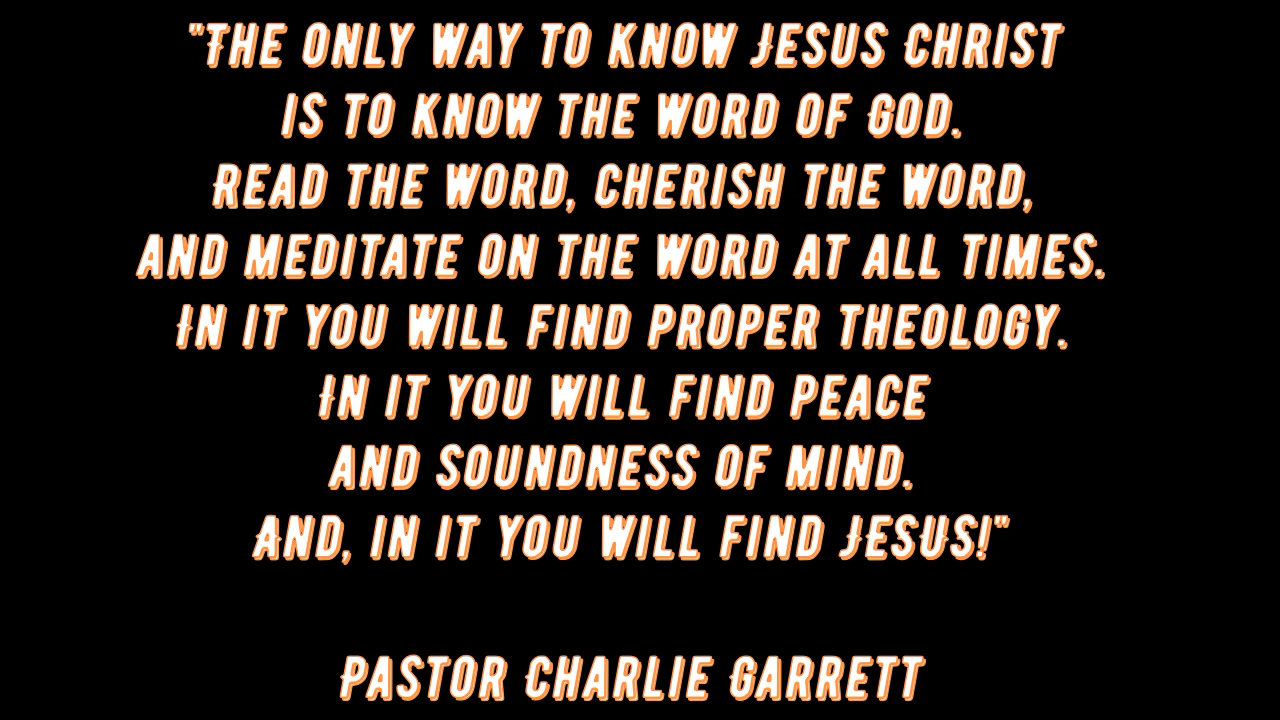 "The only way to know Jesus Christ
is to know the word of God.
Read the word, cherish the word,
and meditate on the word at all times.
In it you will find proper theology.
In it you will find peace
and soundness of mind.
And, in it you will find Jesus!"
Pastor Charlie Garrett